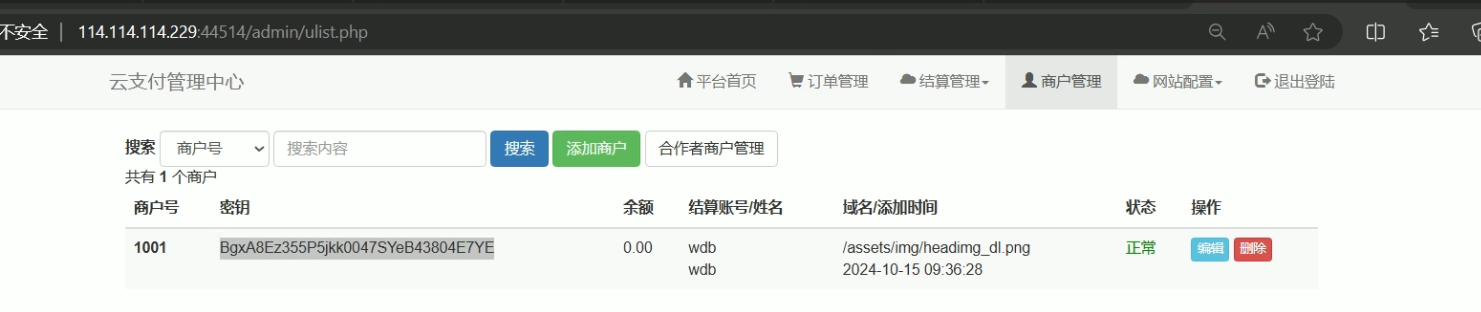 不安全 | 114.114.114.229:44514/admin/ulist.php
云支付管理中心 平台首页 订单管理 结算管理 商户管理 网站配置 退出登陆
搜索 商户号 搜索内容 搜索 添加商户 合作者商户管理
共有 1 个商户
商户号 密钥 余额 结算账号/姓名 域名/添加时间 状态 操作
1001 BgxA8Ez355P5jkk0047SYeB43804E7YE 0.00 wdb /assets/img/headimg_dl.png 正常 编辑 删除
wdb 2024-10-15 09:36:28